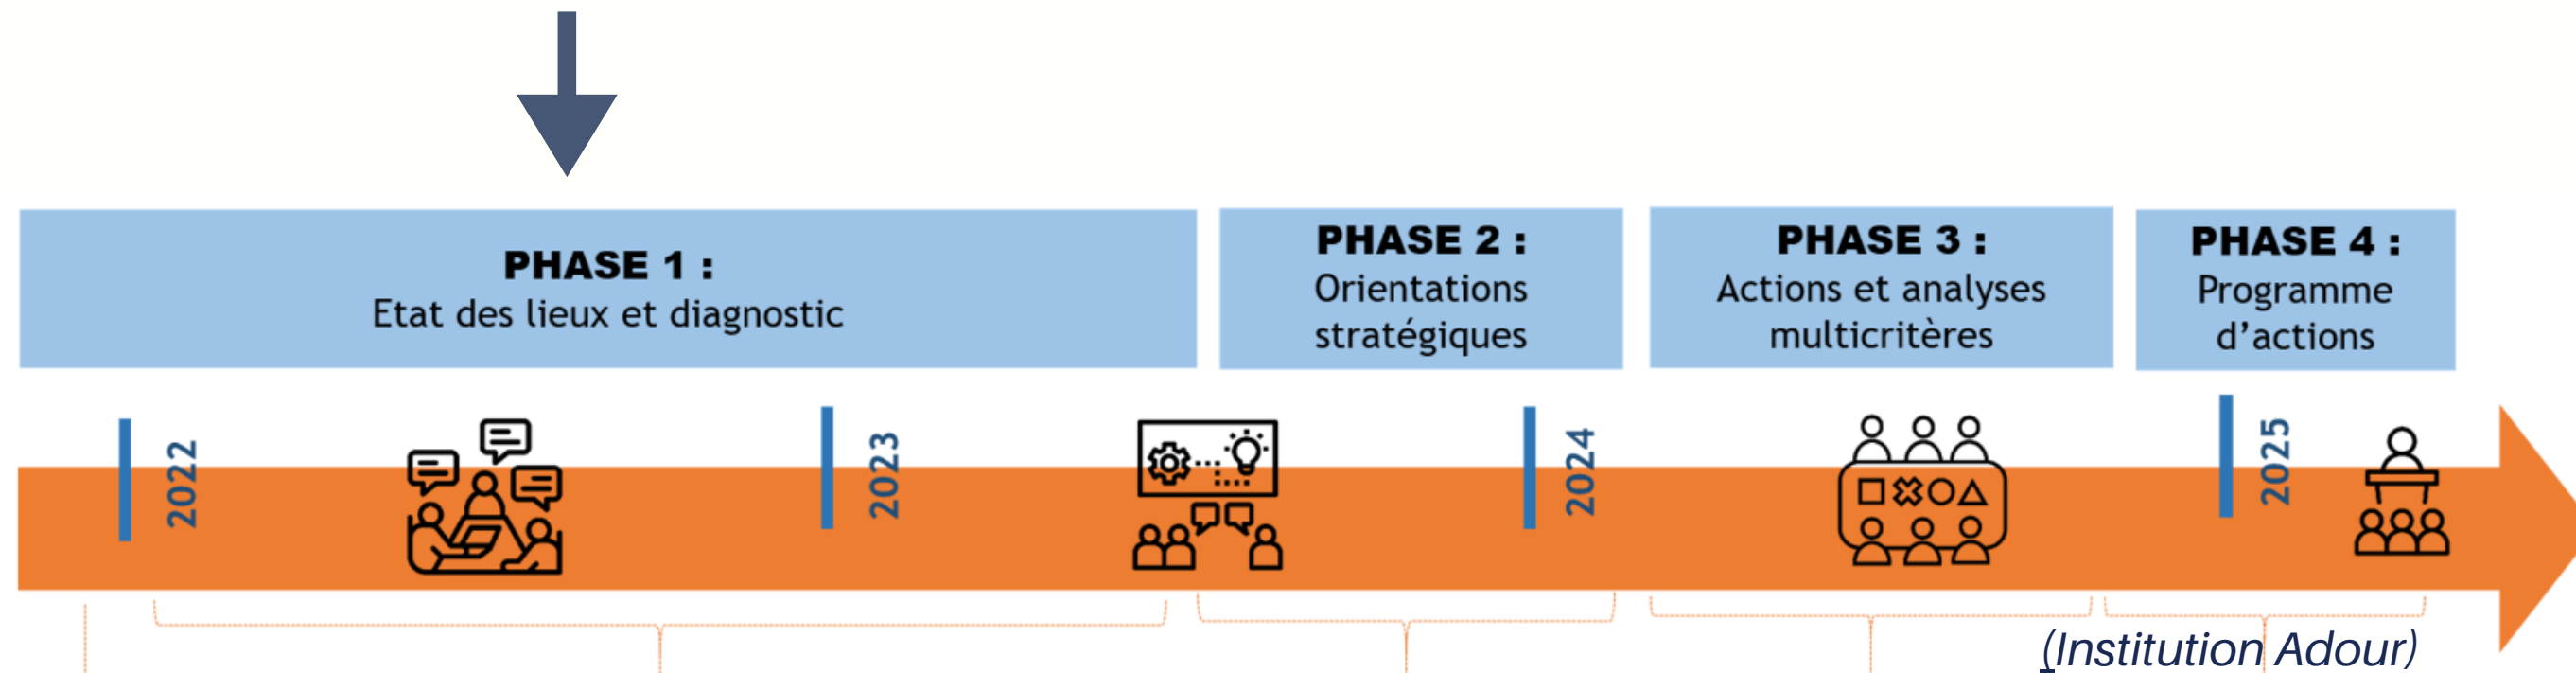 PHASE 1 :
Etat des lieux et diagnostic
PHASE 2 :
Orientations
stratégiques
PHASE 3 :
Actions et analyses
multicritères
PHASE 4 :
Programme
d’actions
2022
2023
2024
2025
(Institution Adour)